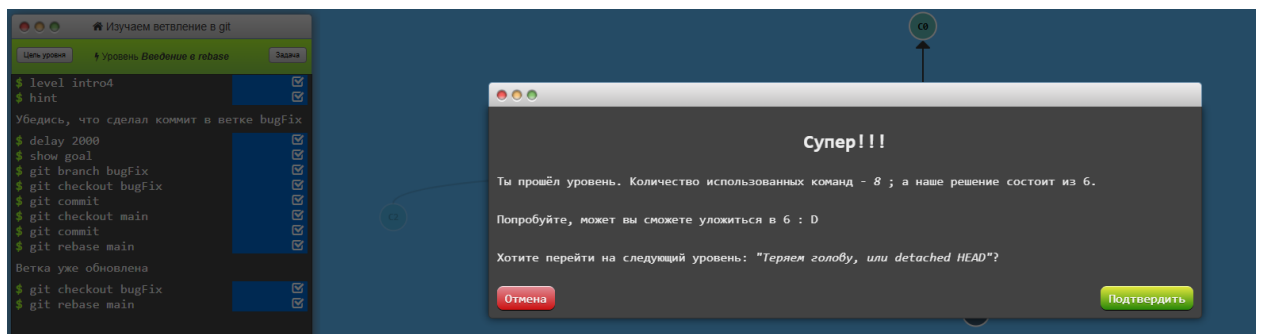 Изучаем ветвление в git
Цель уровня
Уровень Введение в rebase
Задача
$ level intro4
$ hint
Убедись, что сделал коммит в ветке bugFix
$ delay 2000
$ show goal
$ git branch bugFix
$ git checkout bugFix
$ git commit
$ git checkout main
$ git commit
$ git rebase main
Ветка уже обновлена
$ git checkout bugFix
$ git rebase main
c0
Супер!!!
Ты прошёл уровень. Количество использованных команд - 8 ; а наше решение состоит из 6.
Попробуйте, может вы сможете уложиться в 6 : D
Хотите перейти на следующий уровень: "Теряем голову, или detached HEAD"?
Отмена
Подтвердить